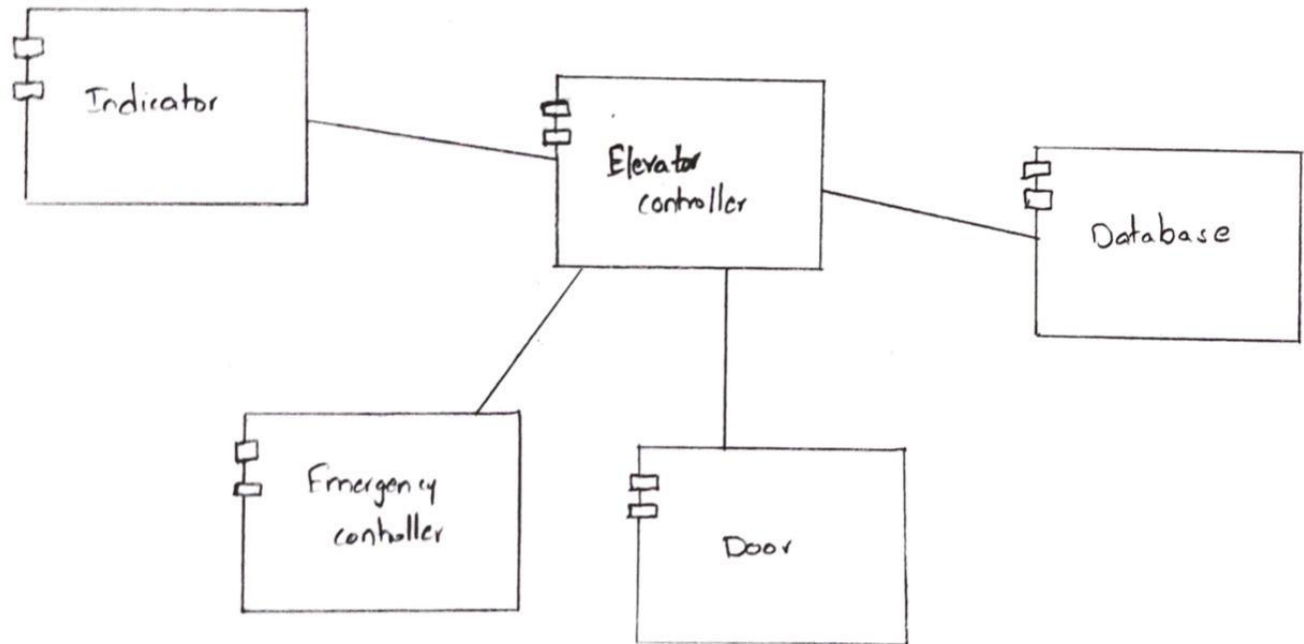 Indicator
Elevator
controller
Database
Emergency
controller
Door